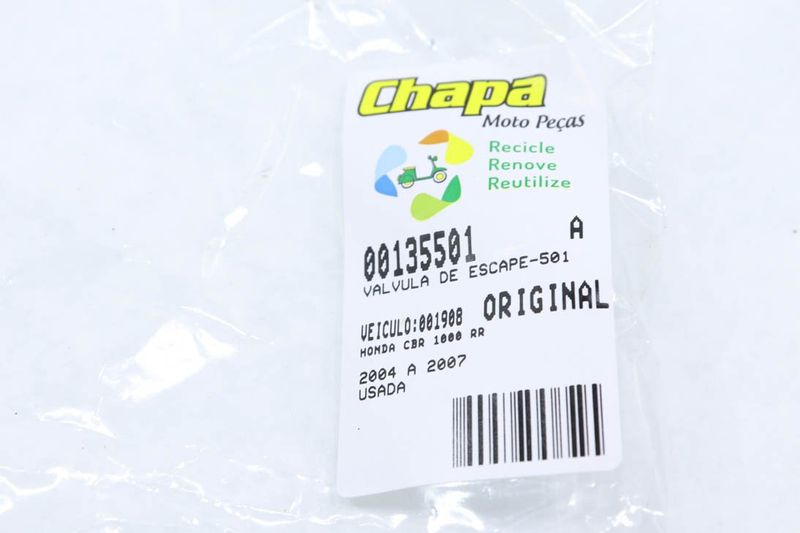 Chapa
Moto Peças
Recicle
Renove
Reutilize
00135501 A
VALVULA DE ESCAPE-501
VEICULO:001908 ORIGINAL
HONDA CBR 1000 RR
2004 A 2007
USADA